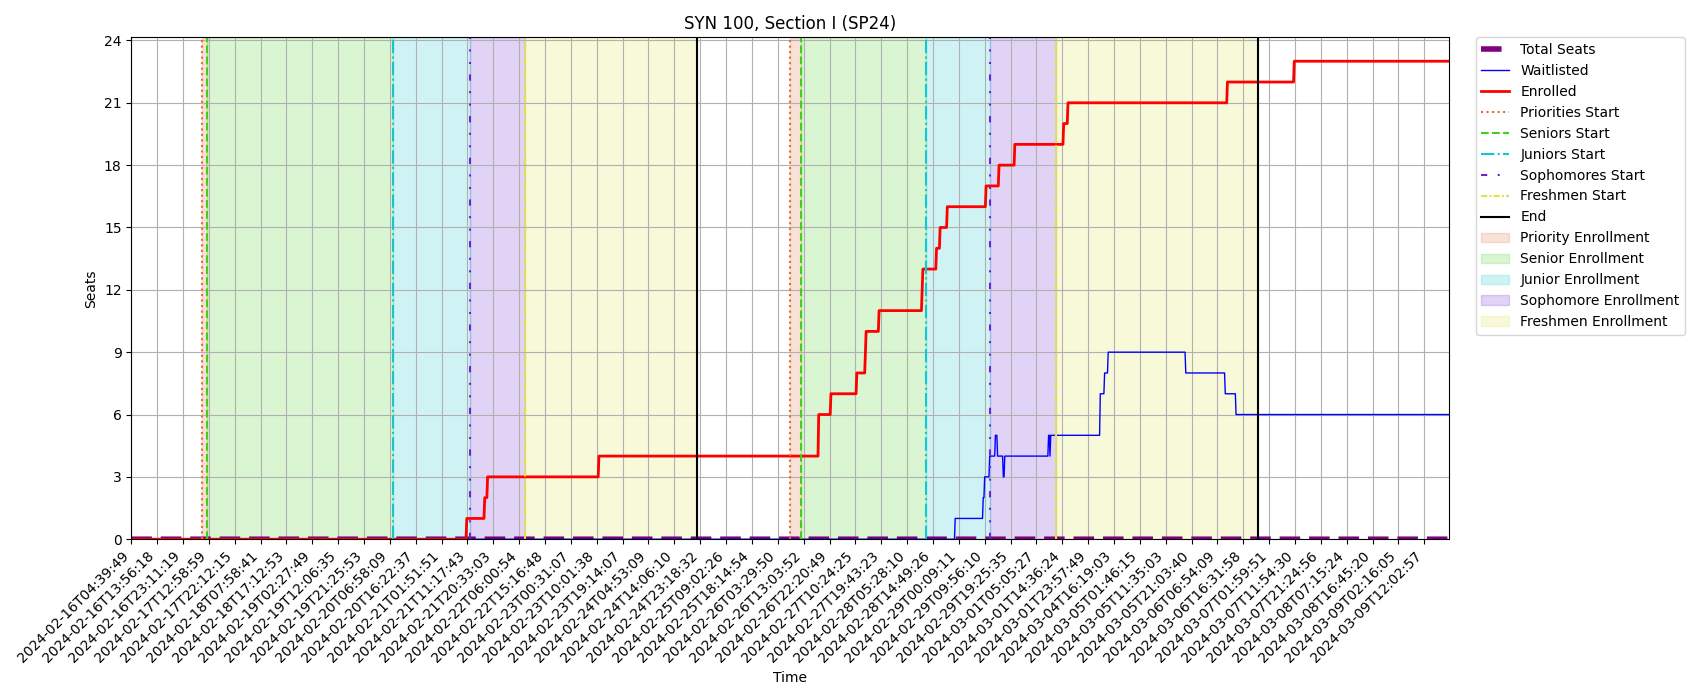 SYN 100, Section I (SP24)
24
21
18
15
12
9
6
3
0
Seats
2024-02-16T04:39:49
2024-02-16T13:56:18
2024-02-16T23:11:19
2024-02-17T12:58:59
2024-02-17T22:12:15
2024-02-18T07:58:41
2024-02-18T17:12:53
2024-02-19T02:27:49
2024-02-19T12:06:35
2024-02-19T21:25:53
2024-02-20T06:58:09
2024-02-20T16:22:37
2024-02-21T01:51:51
2024-02-21T11:17:43
2024-02-21T20:33:03
2024-02-22T06:00:54
2024-02-22T15:16:48
2024-02-23T00:31:07
2024-02-23T10:01:38
2024-02-23T19:14:07
2024-02-24T04:53:09
2024-02-24T14:06:10
2024-02-24T23:18:32
2024-02-25T09:02:26
2024-02-25T18:14:54
2024-02-26T03:29:50
2024-02-26T13:03:52
2024-02-26T22:20:49
2024-02-27T10:24:25
2024-02-27T19:43:23
2024-02-28T05:28:10
2024-02-28T14:49:26
2024-02-29T00:09:11
2024-02-29T09:56:10
2024-02-29T19:25:35
2024-03-01T05:05:27
2024-03-01T14:36:24
2024-03-01T23:57:49
2024-03-04T16:19:03
2024-03-05T01:46:15
2024-03-05T11:35:03
2024-03-05T21:03:40
2024-03-06T06:54:09
2024-03-06T16:31:58
2024-03-07T01:59:51
2024-03-07T11:54:30
2024-03-07T21:24:56
2024-03-08T07:15:24
2024-03-08T16:45:20
2024-03-09T02:16:05
2024-03-09T12:02:57
Time
Total Seats
Waitlisted
Enrolled
Priorities Start
Seniors Start
Juniors Start
Sophomores Start
Freshmen Start
End
Priority Enrollment
Senior Enrollment
Junior Enrollment
Sophomore Enrollment
Freshmen Enrollment